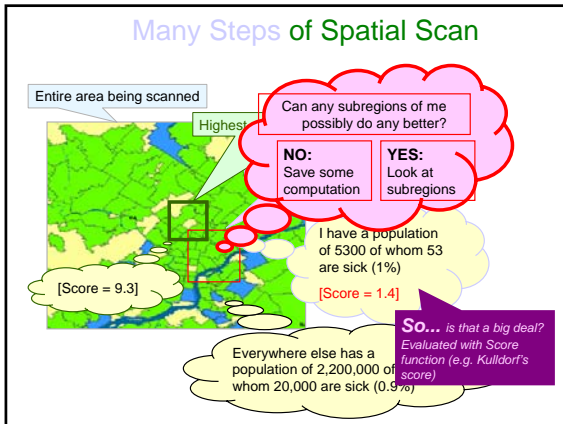 Many Steps of Spatial Scan
Entire area being scanned
Highest
Can any subregions of me
possibly do any better?
NO:
Save some
computation
YES:
Look at
subregions
I have a population
of 5300 of whom 53
are sick (1%)
[Score = 1.4]
[Score = 9.3]
So... is that a big deal?
Evaluated with Score
function (e.g. Kulldorf's
score)
Everywhere else has a
population of 2,200,000 of
whom 20,000 are sick (0.9%)